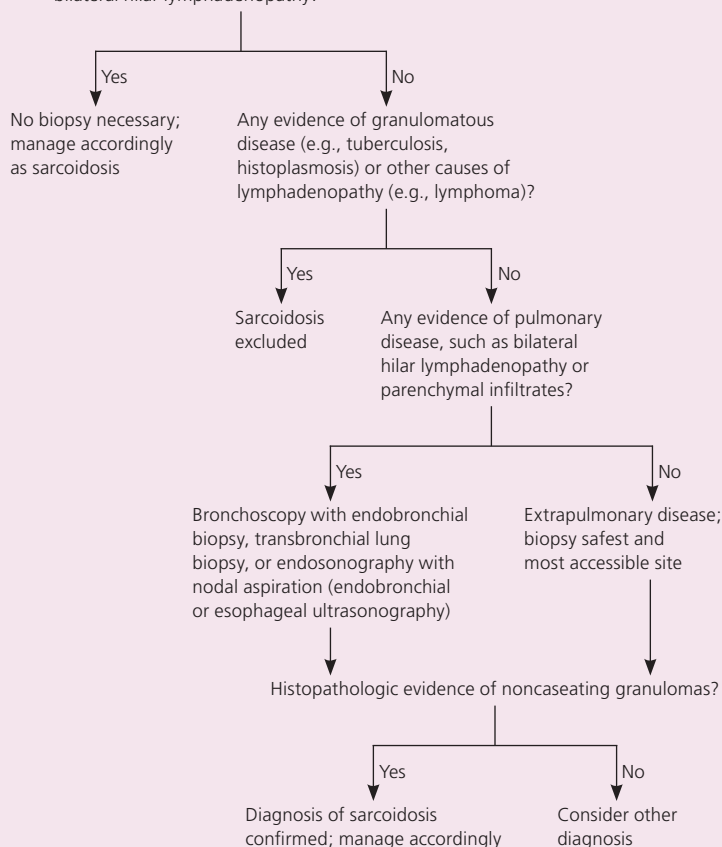 bilateral hilar lymphadenopathy?
Yes
No
No biopsy necessary;
manage accordingly
as sarcoidosis
Any evidence of granulomatous
disease (e.g., tuberculosis,
histoplasmosis) or other causes of
lymphadenopathy (e.g., lymphoma)?
Yes
No
Sarcoidosis
excluded
Any evidence of pulmonary
disease, such as bilateral
hilar lymphadenopathy or
parenchymal infiltrates?
Yes
No
Bronchoscopy with endobronchial
biopsy, transbronchial lung
biopsy, or endosonography with
nodal aspiration (endobronchial
or esophageal ultrasonography)
Extrapulmonary disease;
biopsy safest and
most accessible site
Histopathologic evidence of noncaseating granulomas?
Yes
No
Diagnosis of sarcoidosis
confirmed; manage accordingly
Consider other
diagnosis